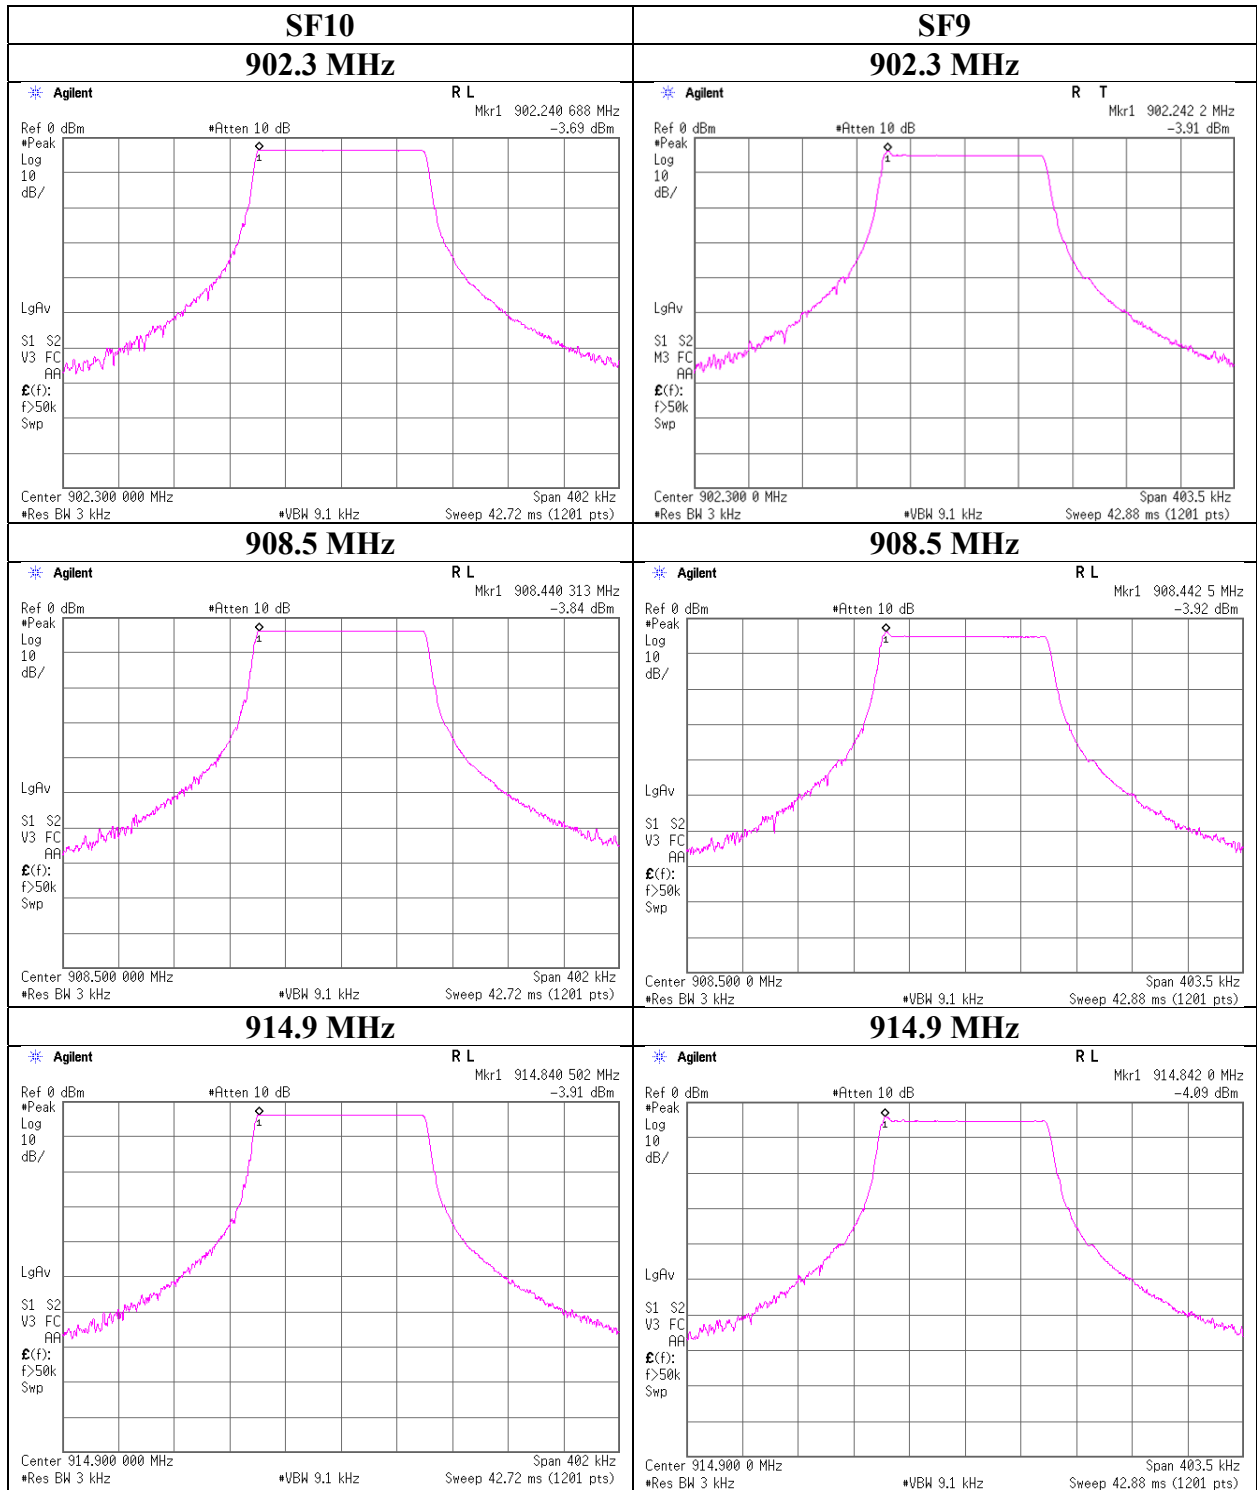 SF10 SF9
902.3 MHz 902.3 MHz
Agilent R L
Mkr1 902.240 688 MHz
Ref 0 dBm #Atten 10 dB -3.69 dBm
#Peak
Log
10
dB/
1
LgAv
S1 S2
V3 FC
AA
£(f):
f>50k
Swp
Center 902.300 000 MHz Span 402 kHz
#Res BW 3 kHz #VBW 9.1 kHz Sweep 42.72 ms (1201 pts)
Agilent R T
Mkr1 902.242 2 MHz
Ref 0 dBm #Atten 10 dB -3.91 dBm
#Peak
Log
10
dB/
1
LgAv
S1 S2
M3 FC
AA
£(f):
f>50k
Swp
Center 902.300 0 MHz Span 403.5 kHz
#Res BW 3 kHz #VBW 9.1 kHz Sweep 42.88 ms (1201 pts)
908.5 MHz 908.5 MHz
Agilent R L
Mkr1 908.440 313 MHz
Ref 0 dBm #Atten 10 dB -3.84 dBm
#Peak
Log
10
dB/
1
LgAv
S1 S2
V3 FC
AA
£(f):
f>50k
Swp
Center 908.500 000 MHz Span 402 kHz
#Res BW 3 kHz #VBW 9.1 kHz Sweep 42.72 ms (1201 pts)
Agilent R L
Mkr1 908.442 5 MHz
Ref 0 dBm #Atten 10 dB -3.92 dBm
#Peak
Log
10
dB/
1
LgAv
S1 S2
V3 FC
AA
£(f):
f>50k
Swp
Center 908.500 0 MHz Span 403.5 kHz
#Res BW 3 kHz #VBW 9.1 kHz Sweep 42.88 ms (1201 pts)
914.9 MHz 914.9 MHz
Agilent R L
Mkr1 914.840 502 MHz
Ref 0 dBm #Atten 10 dB -3.91 dBm
#Peak
Log
10
dB/
1
LgAv
S1 S2
V3 FC
AA
£(f):
f>50k
Swp
Center 914.900 000 MHz Span 402 kHz
#Res BW 3 kHz #VBW 9.1 kHz Sweep 42.72 ms (1201 pts)
Agilent R L
Mkr1 914.842 0 MHz
Ref 0 dBm #Atten 10 dB -4.09 dBm
#Peak
Log
10
dB/
1
LgAv
S1 S2
V3 FC
AA
£(f):
f>50k
Swp
Center 914.900 0 MHz Span 403.5 kHz
#Res BW 3 kHz #VBW 9.1 kHz Sweep 42.88 ms (1201 pts)